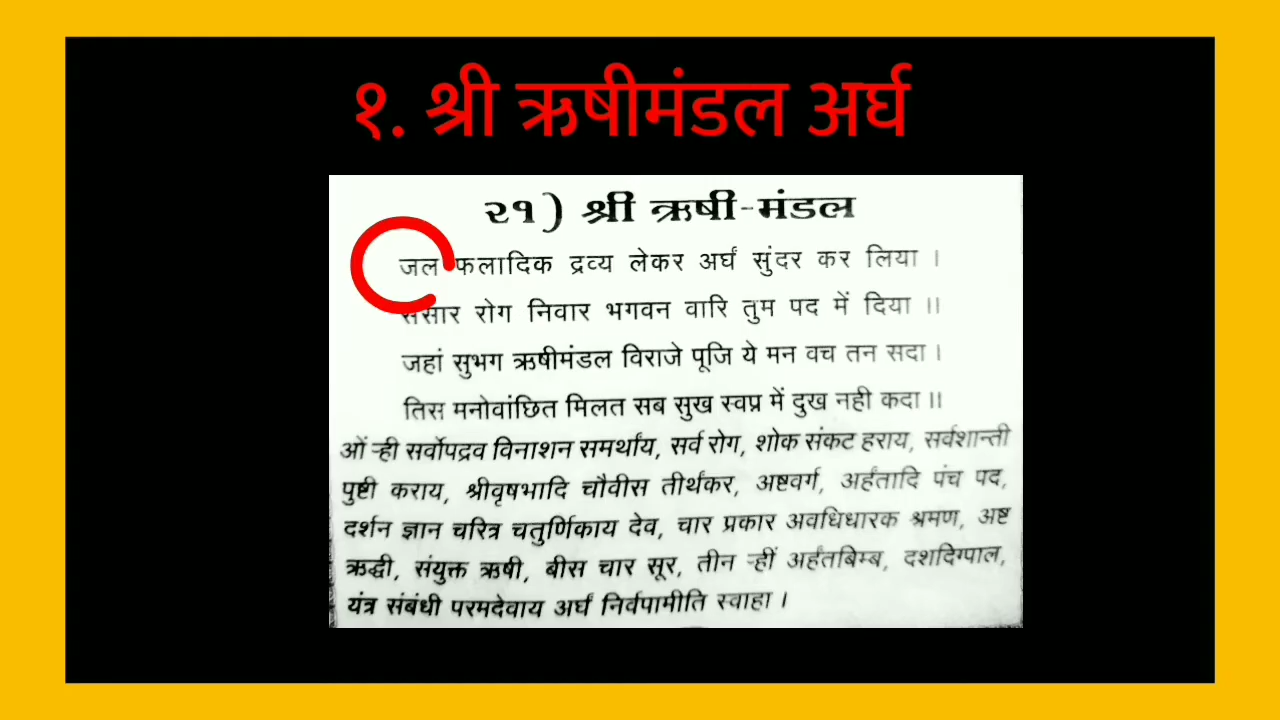 १. श्री ऋषीमंडल अर्घ
२१) श्री ऋषी-मंडल
जल फलादिक द्रव्य लेकर अर्घं सुंदर कर लिया ।
संसार रोग निवार भगवन वारि तुम पद में दिया ।।
जहां सुभग ऋषीमंडल विराजे पूजि ये मन वच तन सदा ।
तिस मनोवांछित मिलत सब सुख स्वप्न में दुख नही कदा ।।
ओं ऱ्ही सर्वोपद्रव विनाशन समर्थाय, सर्व रोग, शोक संकट हराय, सर्वशान्ती
पुष्टी कराय, श्रीवृषभादि चौवीस तीर्थंकर, अष्टवर्ग, अर्हंतादि पंच पद,
दर्शन ज्ञान चरित्र चतुर्णिकाय देव, चार प्रकार अवधिधारक श्रमण, अष्ट
ऋद्धी, संयुक्त ऋषी, बीस चार सूर, तीन ऱ्हीं अर्हंतबिम्ब, दशदिग्पाल,
यंत्र संबंधी परमदेवाय अर्घं निर्वपामीति स्वाहा ।